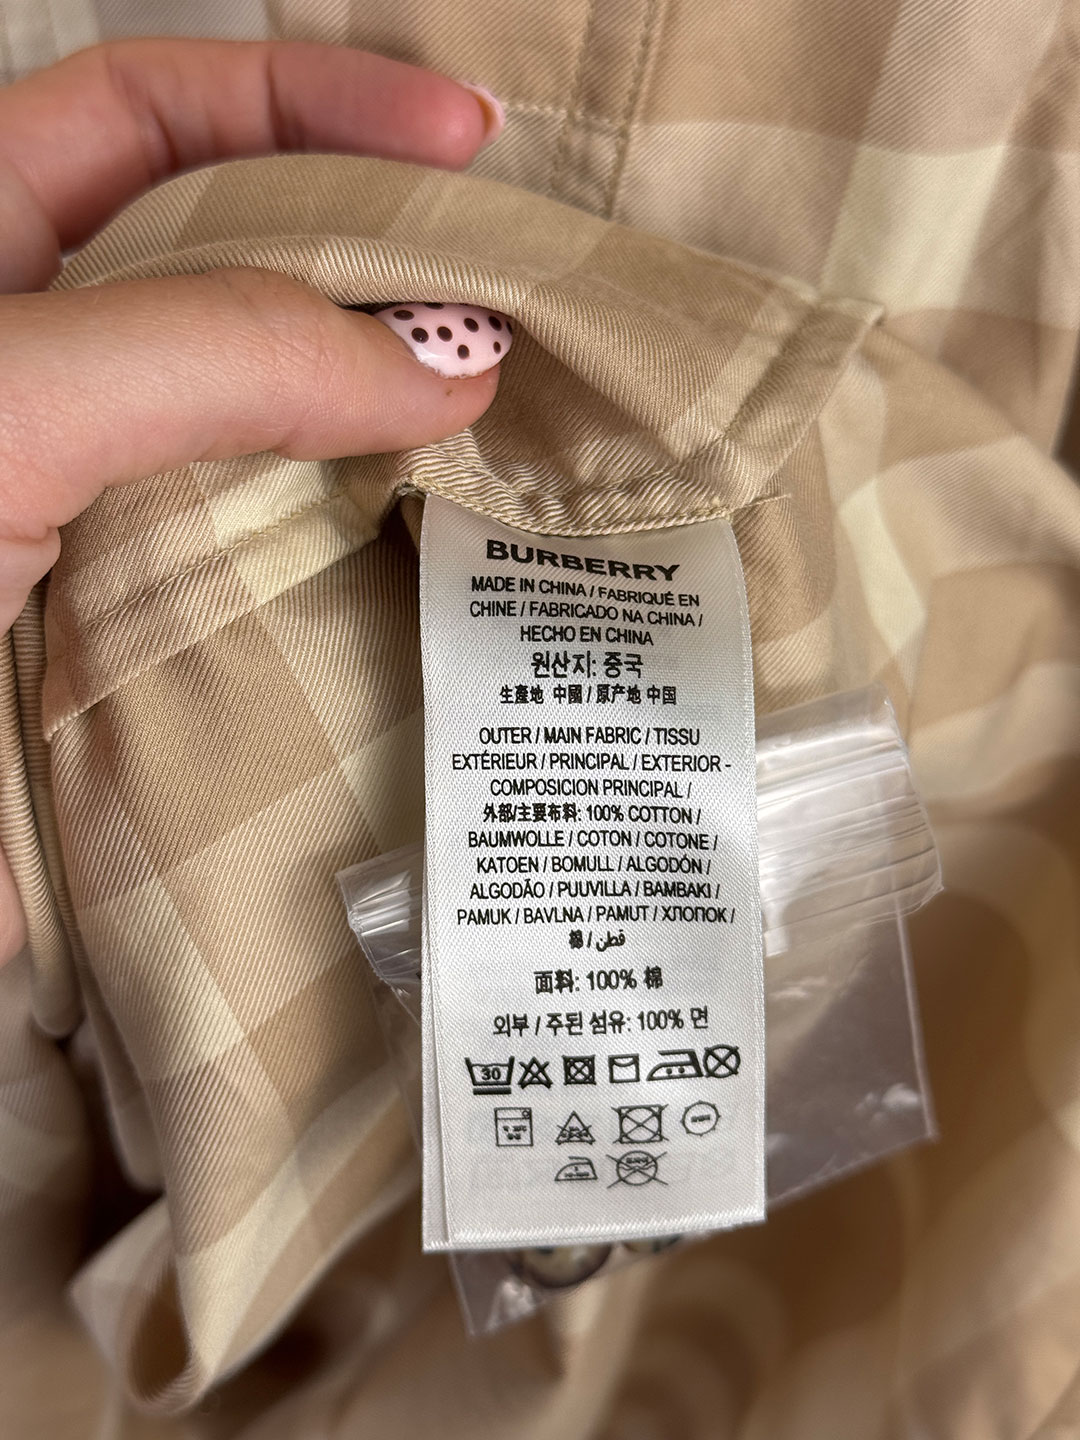 BURBERRY
MADE IN CHINA / FABRIQUÉ EN
CHINE / FABRICADO NA CHINA /
HECHO EN CHINA
원산지: 중국
生產地 中國 / 原产地 中国
OUTER / MAIN FABRIC / TISSU
EXTÉRIEUR / PRINCIPAL / EXTERIOR -
COMPOSICION PRINCIPAL /
外部/主要布料: 100% COTTON /
BAUMWOLLE / COTON / COTONE /
KATOEN / BOMULL / ALGODÓN /
ALGODÃO / PUUVILLA / BAMBAKI /
PAMUK / BAVLNA / PAMUT / ХЛОПОК /
棉 / قطن
面料: 100% 棉
외부 / 주된 섬유: 100% 면
30